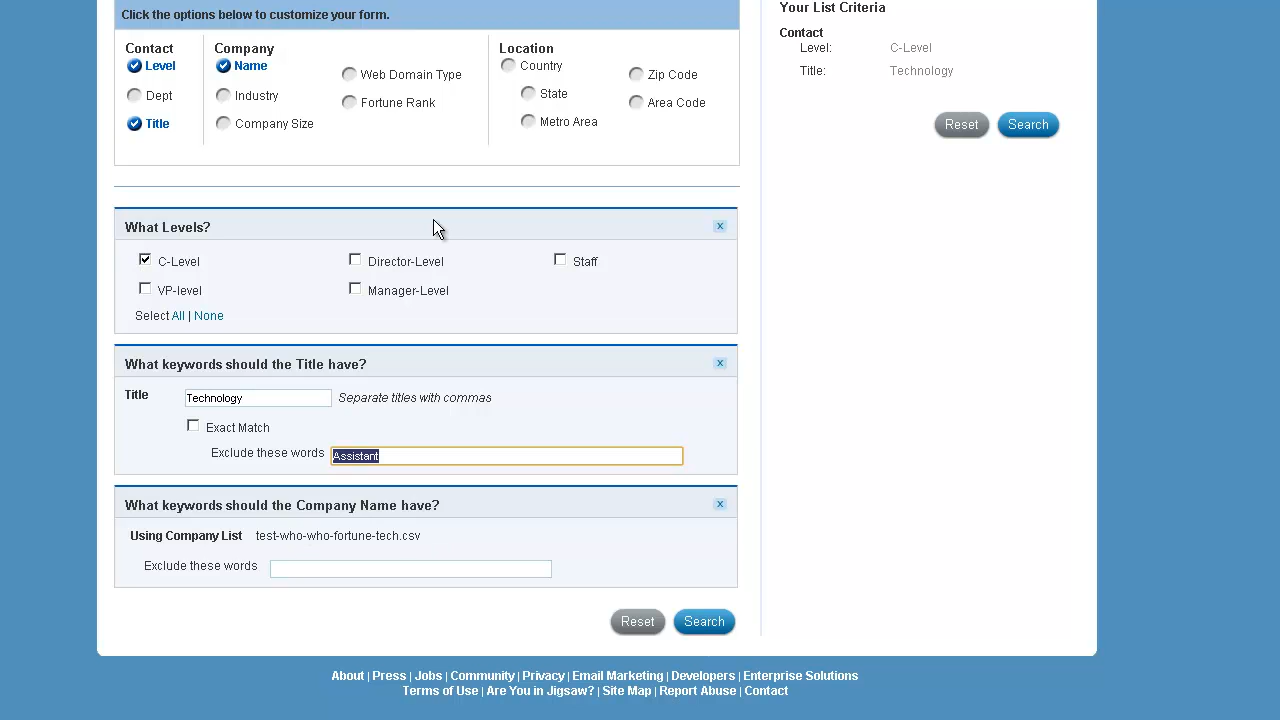 Click the options below to customize your form.
Contact
Level
Dept
Title
Company
Name
Industry
Company Size
Web Domain Type
Fortune Rank
Location
Country
State
Metro Area
Zip Code
Area Code
What Levels?
x
C-Level
Director-Level
Staff
VP-level
Manager-Level
Select All | None
What keywords should the Title have?
x
Title
Technology
Separate titles with commas
Exact Match
Exclude these words
Assistant
What keywords should the Company Name have?
x
Using Company List test-who-who-fortune-tech.csv
Exclude these words
Reset
Search
Your List Criteria
Contact
Level: C-Level
Title: Technology
Reset
Search
About | Press | Jobs | Community | Privacy | Email Marketing | Developers | Enterprise Solutions
Terms of Use | Are You in Jigsaw? | Site Map | Report Abuse | Contact